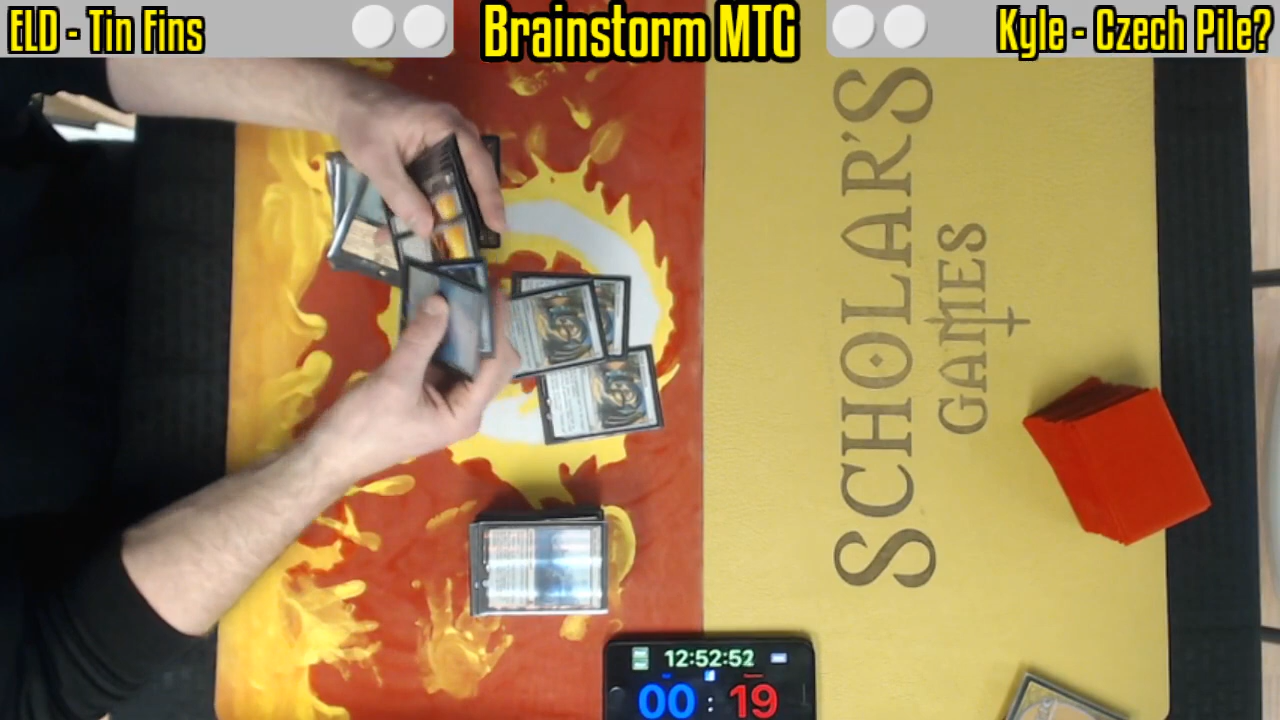 ELD - Tin Fins
Brainstorm MTG
Kyle - Czech Pile?
SCHOLAR'S
GAMES
12:52:52
00 : 19